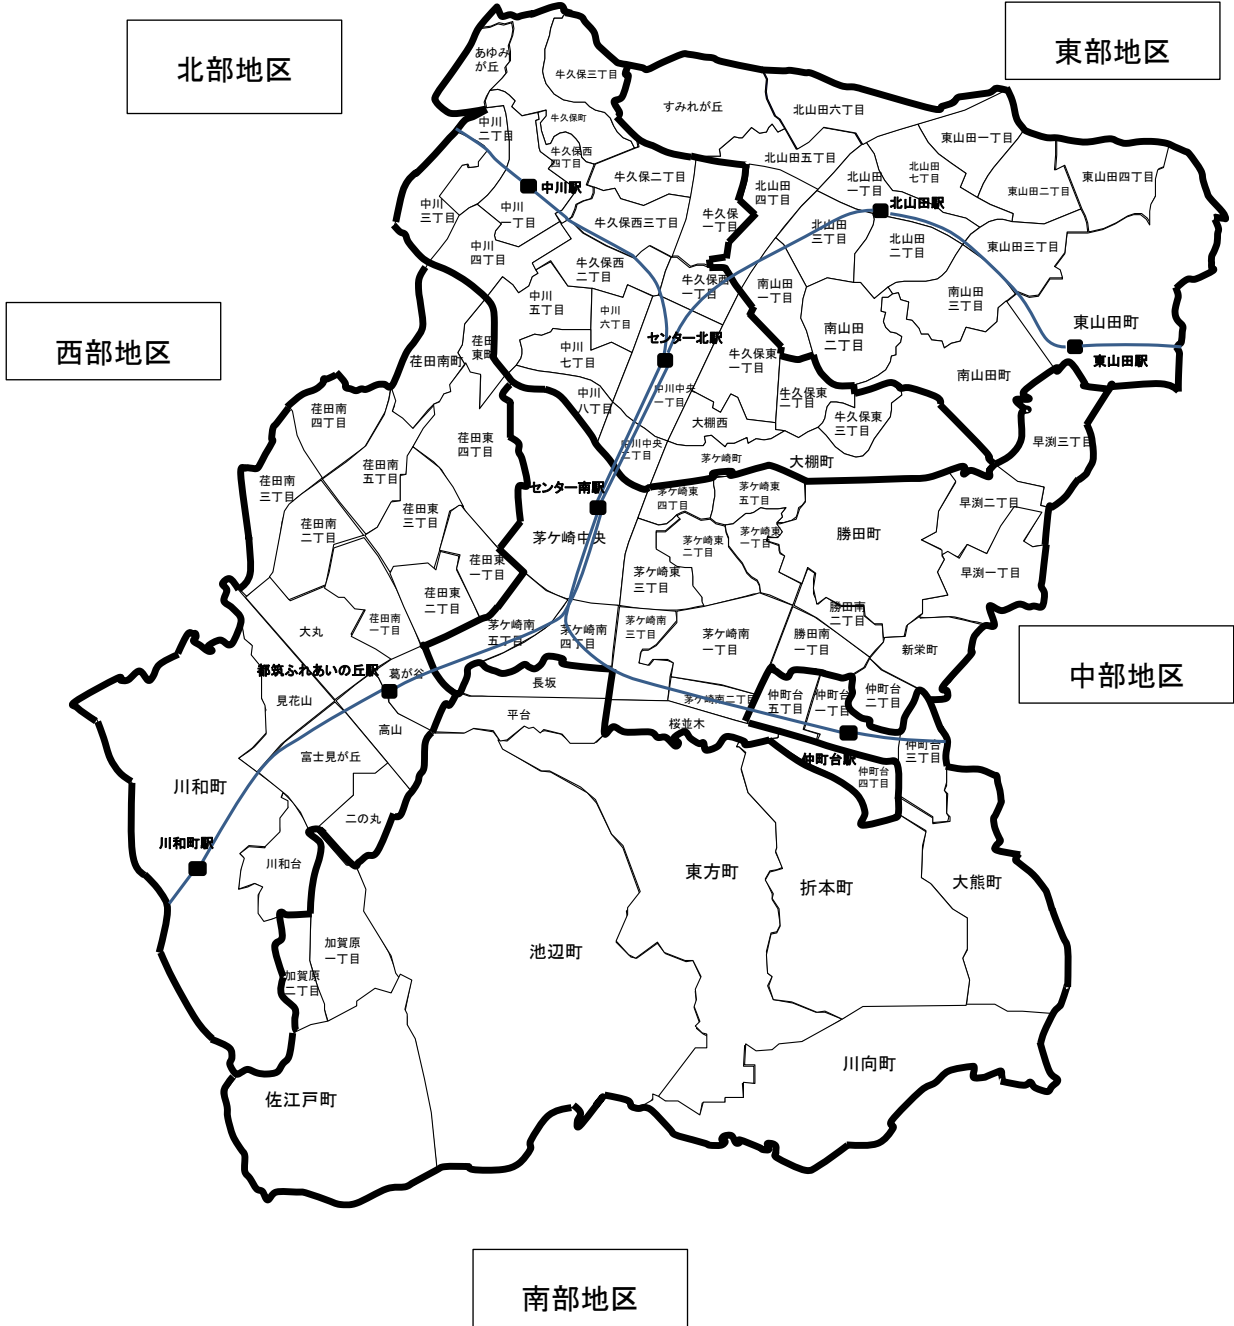 北部地区
東部地区
あゆみ
が丘
牛久保三丁目
すみれが丘
北山田六丁目
牛久保町
中川
二丁目
東山田一丁目
牛久保西
四丁目
北山田五丁目
北山田
七丁目
東山田四丁目
牛久保二丁目
北山田
四丁目
北山田
一丁目
東山田二丁目
中川駅
中川
三丁目
中川
一丁目
牛久保西三丁目
牛久保
一丁目
北山田駅
北山田
三丁目
北山田
二丁目
東山田三丁目
中川
四丁目
牛久保西
二丁目
牛久保西
一丁目
南山田
一丁目
南山田
三丁目
中川
五丁目
中川
六丁目
東山田町
西部地区
荏田
東町
荏田南町
センター北駅
南山田
二丁目
東山田駅
中川
七丁目
牛久保東
一丁目
南山田町
中川
八丁目
中川中央
一丁目
牛久保東
二丁目
荏田南
四丁目
大棚西
牛久保東
三丁目
荏田東
四丁目
中川中央
二丁目
早渕三丁目
茅ケ崎町
大棚町
荏田南
五丁目
荏田南
三丁目
センター南駅
茅ケ崎東
四丁目
茅ケ崎東
五丁目
早渕二丁目
荏田東
三丁目
荏田南
二丁目
茅ケ崎中央
茅ケ崎東
二丁目
茅ケ崎東
一丁目
勝田町
荏田東
一丁目
茅ケ崎東
三丁目
早渕一丁目
荏田東
二丁目
荏田南
一丁目
大丸
茅ケ崎南
五丁目
茅ケ崎南
四丁目
茅ケ崎南
三丁目
茅ケ崎南
一丁目
勝田南
二丁目
勝田南
一丁目
新栄町
中部地区
都筑ふれあいの丘駅
葛が谷
見花山
長坂
茅ケ崎南二丁目
仲町台
五丁目
仲町台
一丁目
仲町台
二丁目
平台
桜並木
高山
富士見が丘
仲町台駅
仲町台
三丁目
仲町台
四丁目
川和町
二の丸
川和町駅
川和台
東方町
折本町
大熊町
加賀原
一丁目
池辺町
加賀原
二丁目
川向町
佐江戸町
南部地区